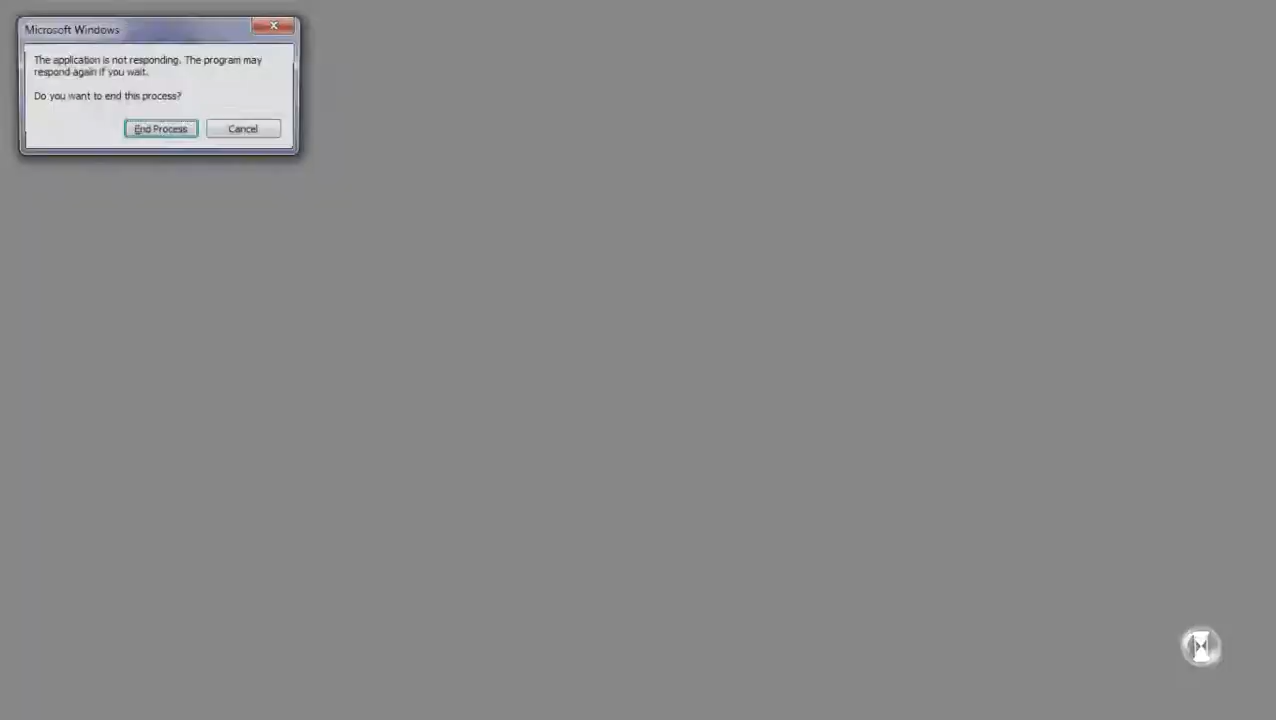 Microsoft Windows
The application is not responding. The program may
respond again if you wait.
Do you want to end this process?
End Process
Cancel